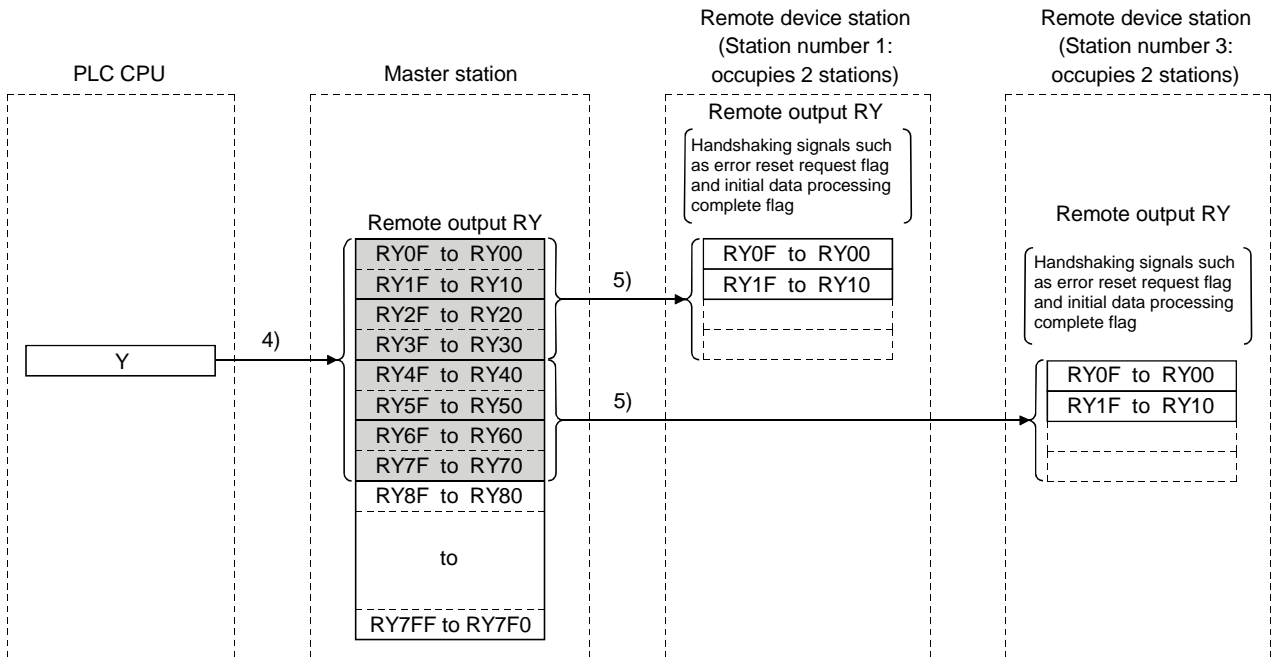 PLC CPU
Y
4)
Master station
Remote output RY
RY0F to RY00
RY1F to RY10
RY2F to RY20
RY3F to RY30
RY4F to RY40
RY5F to RY50
RY6F to RY60
RY7F to RY70
RY8F to RY80
to
RY7FF to RY7F0
5)
5)
Remote device station
(Station number 1:
occupies 2 stations)
Remote output RY
Handshaking signals such
as error reset request flag
and initial data processing
complete flag
RY0F to RY00
RY1F to RY10
Remote device station
(Station number 3:
occupies 2 stations)
Remote output RY
Handshaking signals such
as error reset request flag
and initial data processing
complete flag
RY0F to RY00
RY1F to RY10